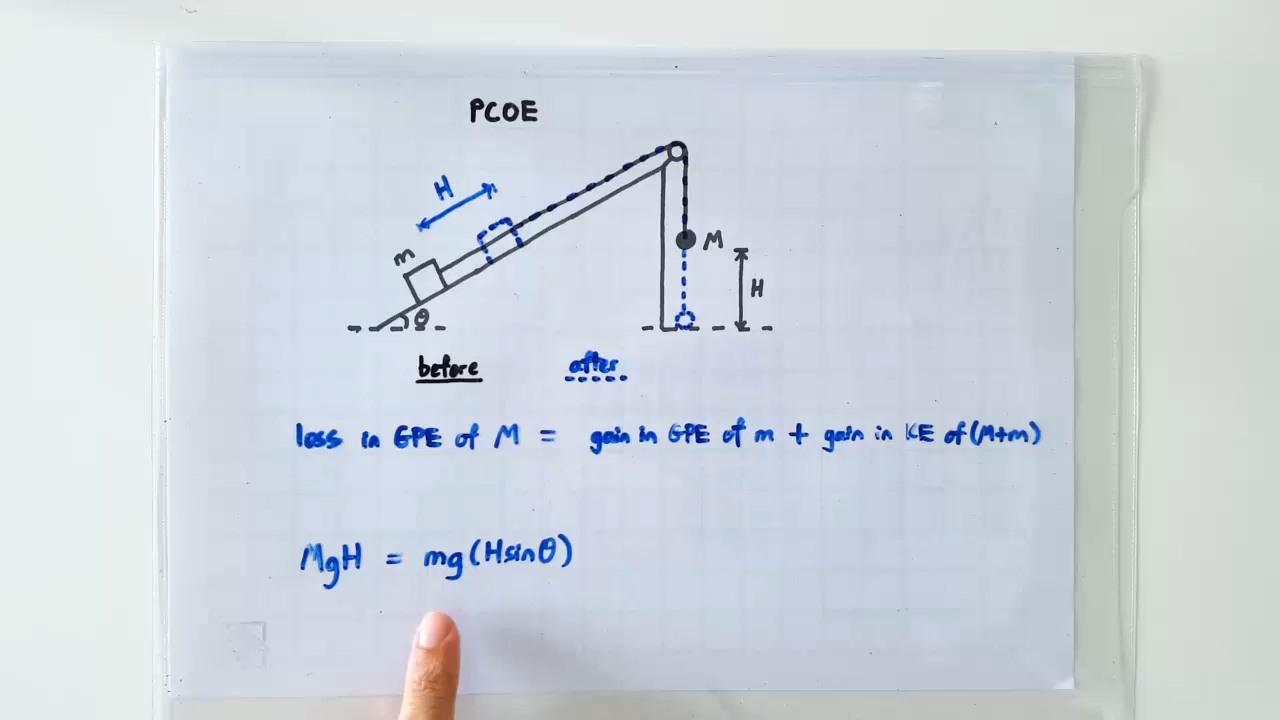 PCOE
H
m
M
H
θ
before
after
loss in GPE of M = gain in GPE of m + gain in KE of (M+m)
MgH = mg(Hsinθ)